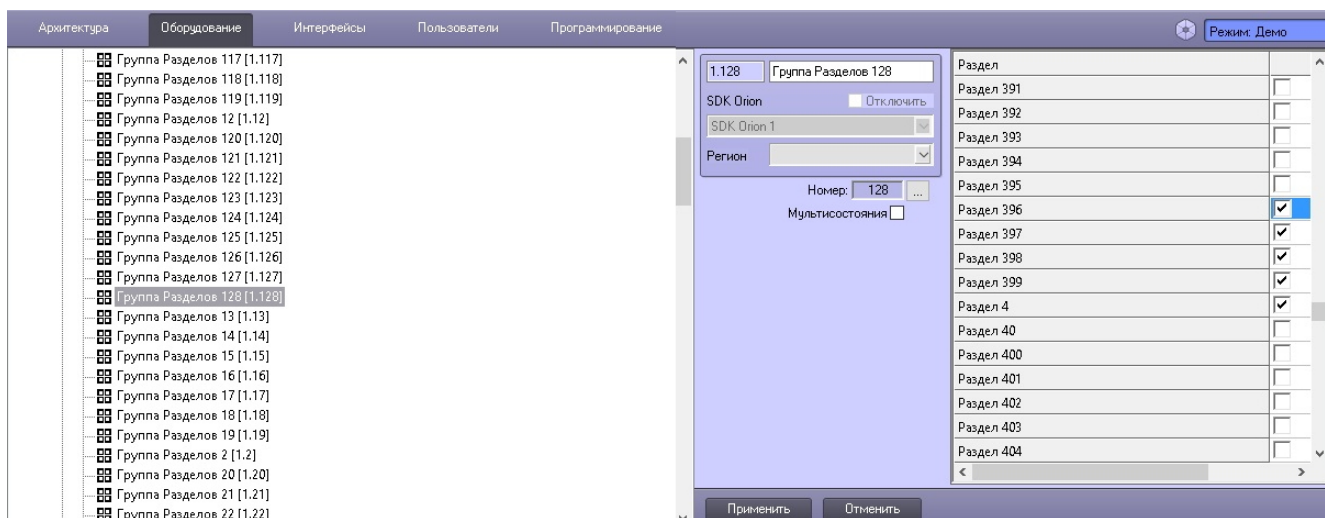 Архитектура Оборудование Интерфейсы Пользователи Программирование
Режим: Демо
Группа Разделов 117 [1.117]
Группа Разделов 118 [1.118]
Группа Разделов 119 [1.119]
Группа Разделов 12 [1.12]
Группа Разделов 120 [1.120]
Группа Разделов 121 [1.121]
Группа Разделов 122 [1.122]
Группа Разделов 123 [1.123]
Группа Разделов 124 [1.124]
Группа Разделов 125 [1.125]
Группа Разделов 126 [1.126]
Группа Разделов 127 [1.127]
Группа Разделов 128 [1.128]
Группа Разделов 13 [1.13]
Группа Разделов 14 [1.14]
Группа Разделов 15 [1.15]
Группа Разделов 16 [1.16]
Группа Разделов 17 [1.17]
Группа Разделов 18 [1.18]
Группа Разделов 19 [1.19]
Группа Разделов 2 [1.2]
Группа Разделов 20 [1.20]
Группа Разделов 21 [1.21]
Группа Разделов 22 [1.22]
1.128 Группа Разделов 128
SDK Orion Отключить
SDK Orion 1
Регион
Номер: 128 ...
Мультисостояния
Раздел
Раздел 391
Раздел 392
Раздел 393
Раздел 394
Раздел 395
Раздел 396
Раздел 397
Раздел 398
Раздел 399
Раздел 4
Раздел 40
Раздел 400
Раздел 401
Раздел 402
Раздел 403
Раздел 404
Применить Отменить